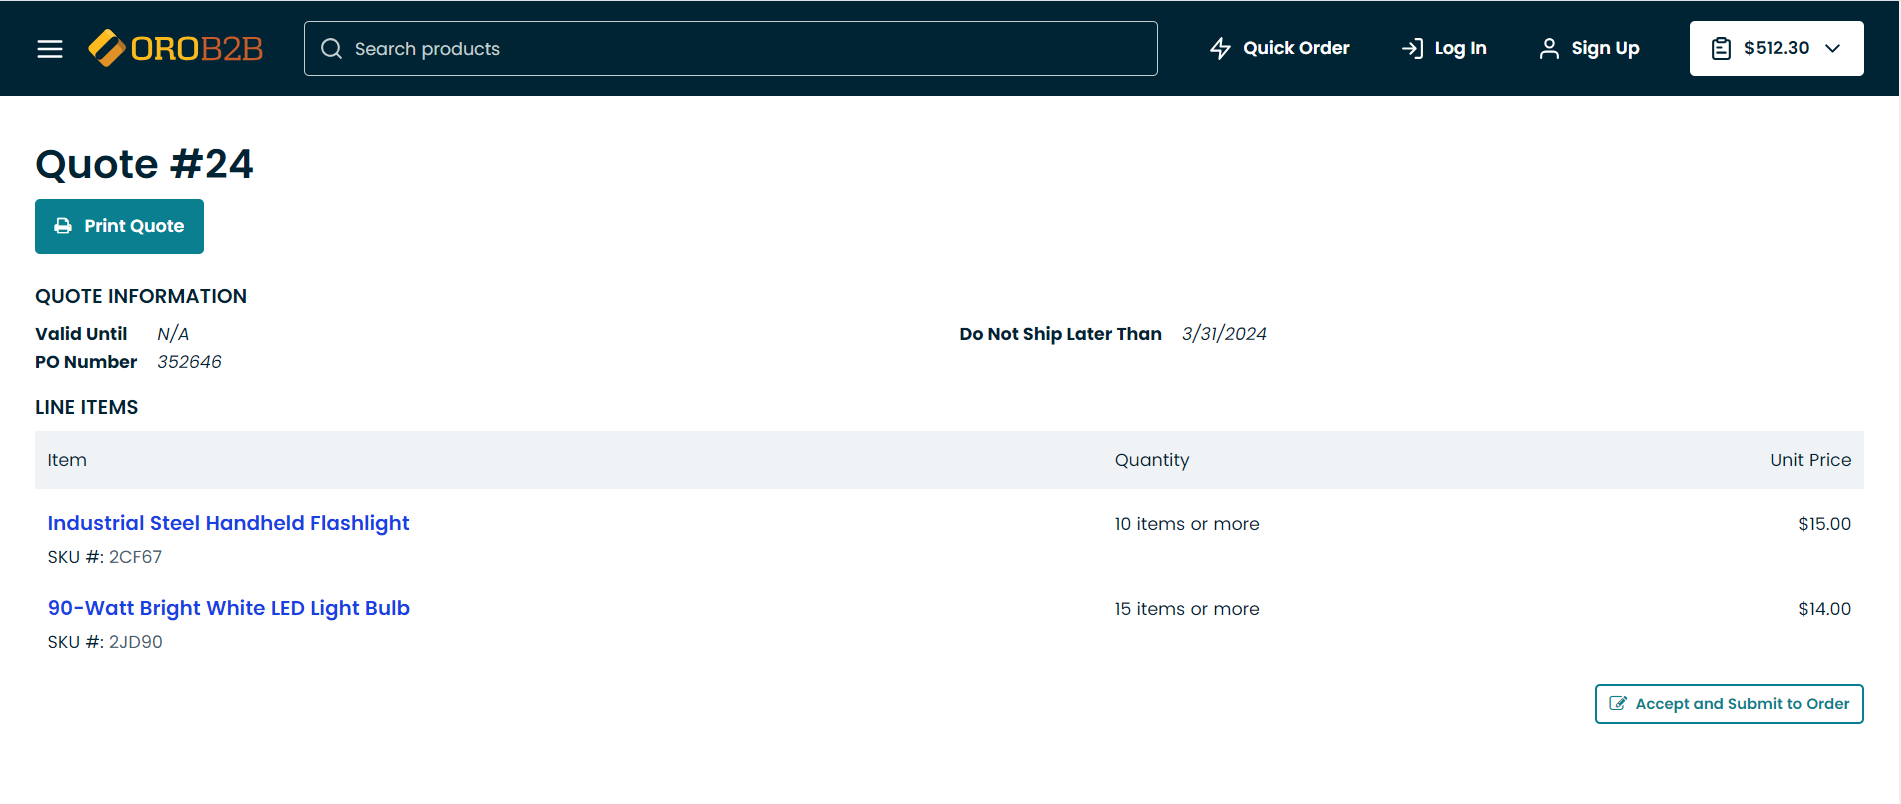 OROB2B
Search products
Quick Order
Log In
Sign Up
$512.30
Quote #24
Print Quote
QUOTE INFORMATION
Valid Until N/A
Do Not Ship Later Than 3/31/2024
PO Number 352646
LINE ITEMS
Item Quantity Unit Price
Industrial Steel Handheld Flashlight 10 items or more $15.00
SKU #: 2CF67
90-Watt Bright White LED Light Bulb 15 items or more $14.00
SKU #: 2JD90
Accept and Submit to Order